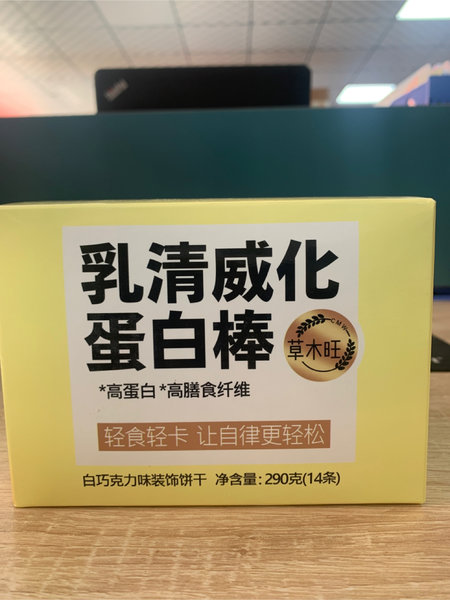 ThinkPad
乳清威化
蛋白棒
CMW
草木旺
*高蛋白 *高膳食纤维
轻食轻卡 让自律更轻松
白巧克力味装饰饼干 净含量: 290克(14条)